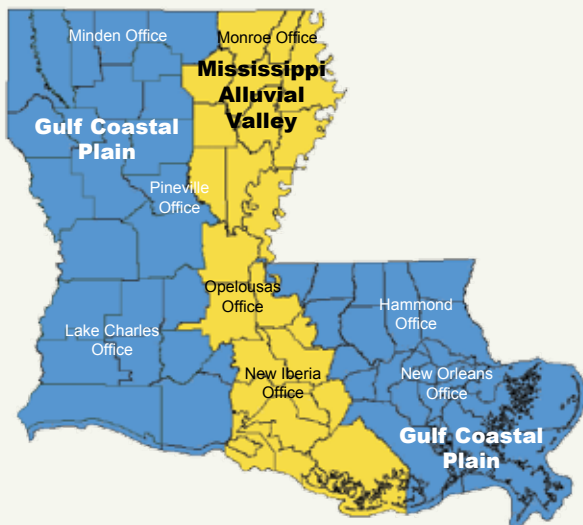 Minden Office
Monroe Office
Mississippi
Alluvial
Valley
Gulf Coastal
Plain
Pineville
Office
Opelousas
Office
Hammond
Office
Lake Charles
Office
New Iberia
Office
New Orleans
Office
Gulf Coastal
Plain